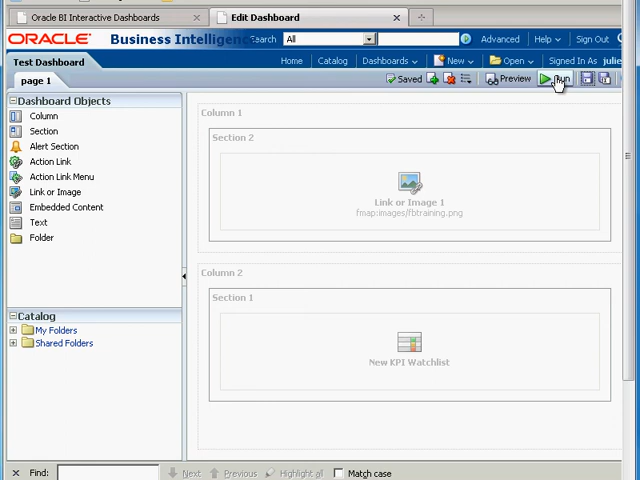 Oracle BI Interactive Dashboards
Edit Dashboard
ORACLE Business Intelligenc Search All Advanced Help Sign Out
Test Dashboard Home Catalog Dashboards New Open Signed In As julie
page 1 Saved Preview Run
Dashboard Objects
Column
Section
Alert Section
Action Link
Action Link Menu
Link or Image
Embedded Content
Text
Folder
Column 1
Section 2
Link or Image 1
fmap:images/fbtraining.png
Column 2
Section 1
New KPI Watchlist
Catalog
My Folders
Shared Folders
Find: Next Previous Highlight all Match case